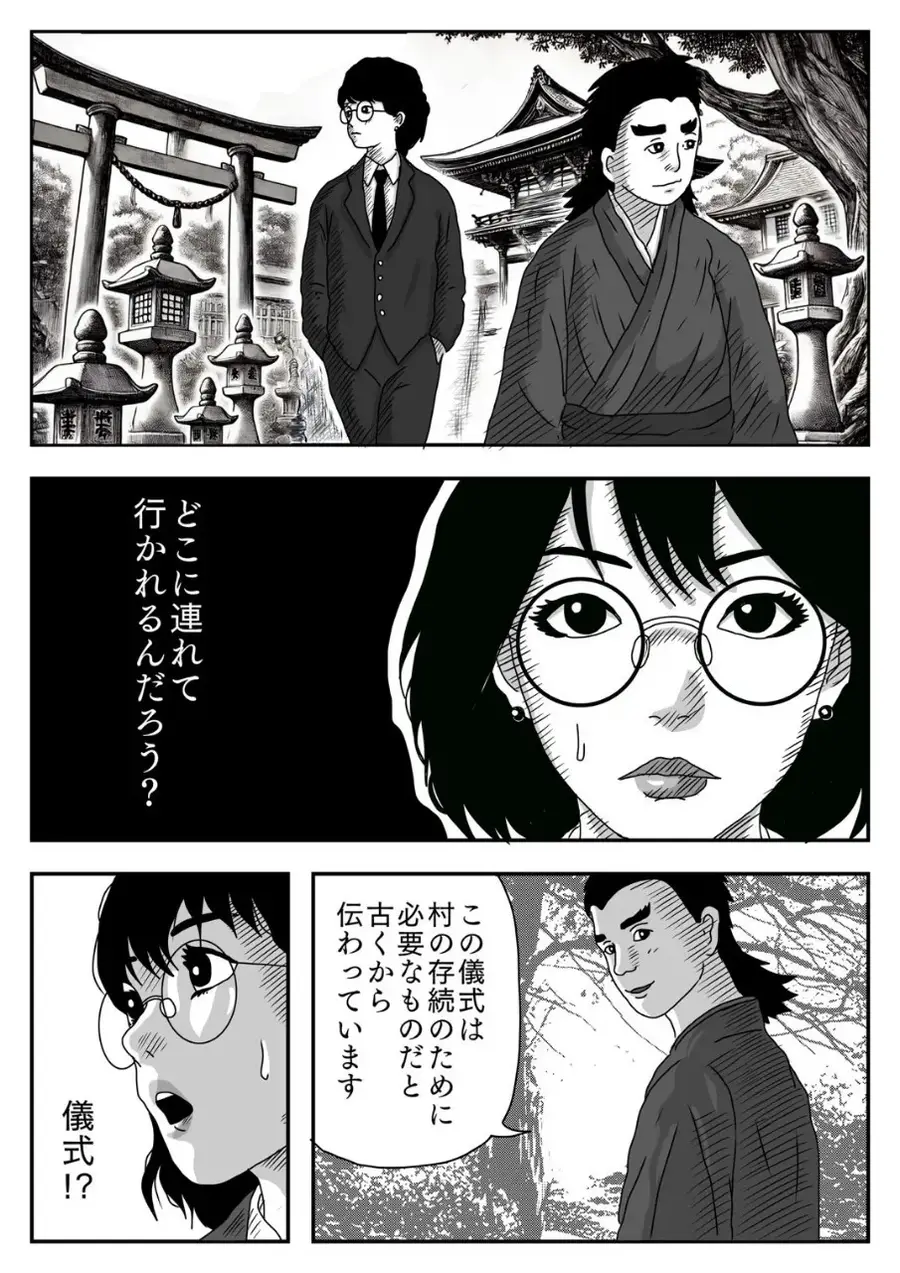 どこに連れて
行かれるんだろう?
この儀式は
村の存続のために
必要なものだと
古くから
伝わっています
儀式!?